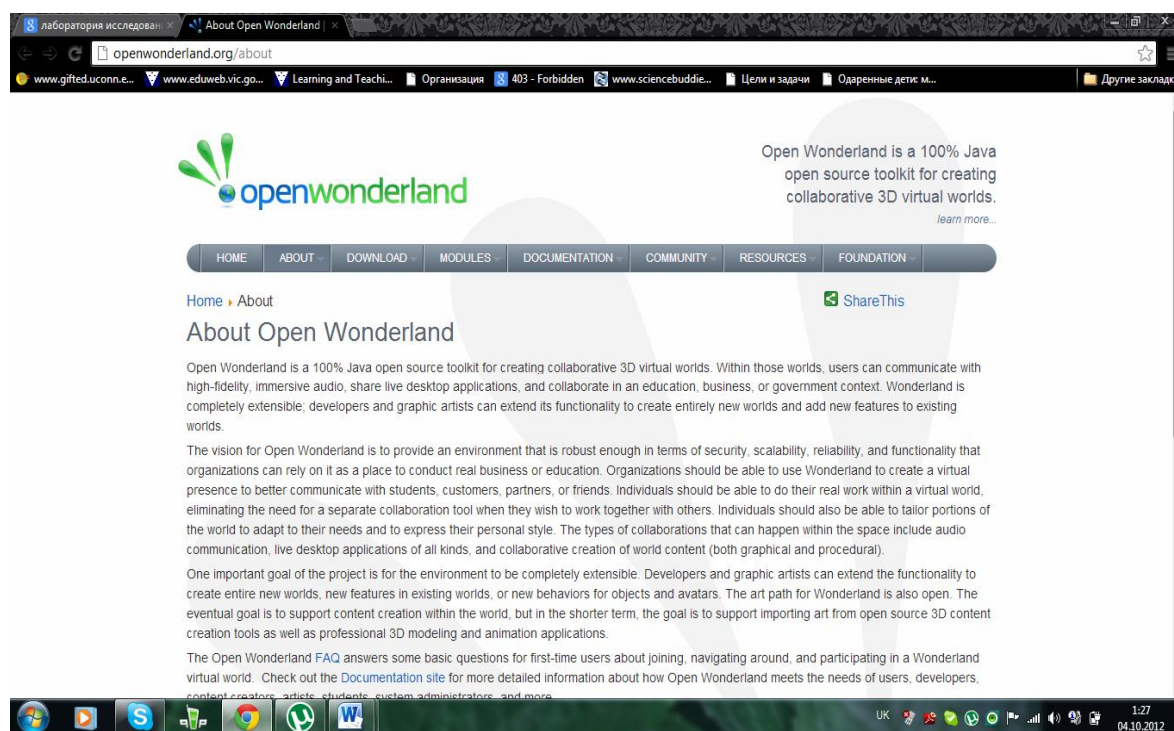 лаборатория исследован
About Open Wonderland |
openwonderland.org/about
www.gifted.uconn.e...
www.eduweb.vic.go...
Learning and Teachi...
Организация
403 - Forbidden
www.sciencebuddie...
Цели и задачи
Одаренные дети: м...
Другие закладк
openwonderland
Open Wonderland is a 100% Java
open source toolkit for creating
collaborative 3D virtual worlds.
learn more...
HOME ABOUT DOWNLOAD MODULES DOCUMENTATION COMMUNITY RESOURCES FOUNDATION
Home About
ShareThis
About Open Wonderland
Open Wonderland is a 100% Java open source toolkit for creating collaborative 3D virtual worlds. Within those worlds, users can communicate with
high-fidelity, immersive audio, share live desktop applications, and collaborate in an education, business, or government context. Wonderland is
completely extensible; developers and graphic artists can extend its functionality to create entirely new worlds and add new features to existing
worlds.
The vision for Open Wonderland is to provide an environment that is robust enough in terms of security, scalability, reliability, and functionality that
organizations can rely on it as a place to conduct real business or education. Organizations should be able to use Wonderland to create a virtual
presence to better communicate with students, customers, partners, or friends. Individuals should be able to do their real work within a virtual world,
eliminating the need for a separate collaboration tool when they wish to work together with others. Individuals should also be able to tailor portions of
the world to adapt to their needs and to express their personal style. The types of collaborations that can happen within the space include audio
communication, live desktop applications of all kinds, and collaborative creation of world content (both graphical and procedural).
One important goal of the project is for the environment to be completely extensible. Developers and graphic artists can extend the functionality to
create entire new worlds, new features in existing worlds, or new behaviors for objects and avatars. The art path for Wonderland is also open. The
eventual goal is to support content creation within the world, but in the shorter term, the goal is to support importing art from open source 3D content
creation tools as well as professional 3D modeling and animation applications.
The Open Wonderland FAQ answers some basic questions for first-time users about joining, navigating around, and participating in a Wonderland
virtual world. Check out the Documentation site for more detailed information about how Open Wonderland meets the needs of users, developers,
content creators, artists, students, system administrators, and more.
UK
1:27
04.10.2012